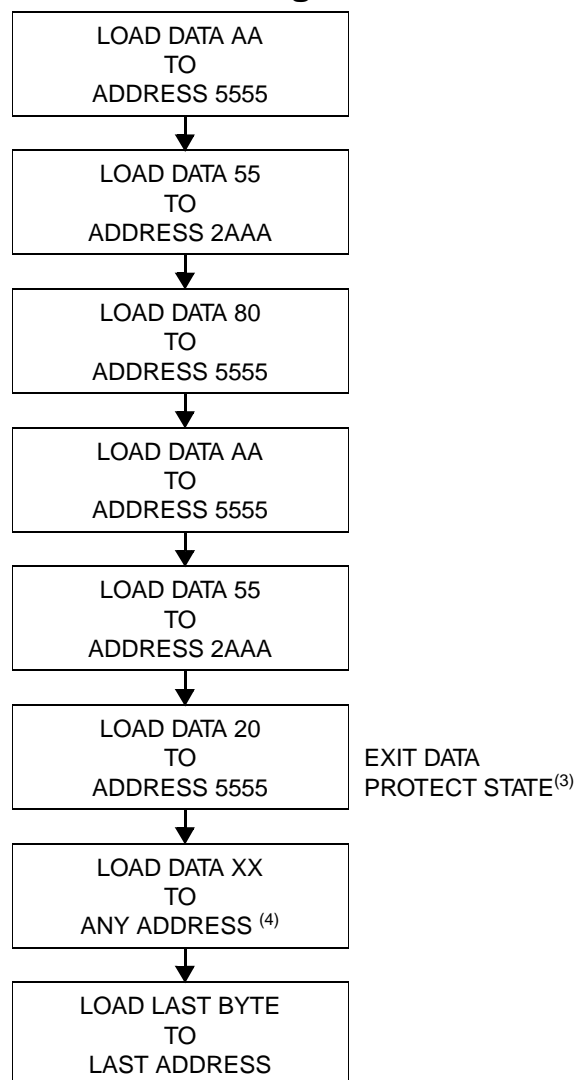 LOAD DATA AA
TO
ADDRESS 5555
LOAD DATA 55
TO
ADDRESS 2AAA
LOAD DATA 80
TO
ADDRESS 5555
LOAD DATA AA
TO
ADDRESS 5555
LOAD DATA 55
TO
ADDRESS 2AAA
LOAD DATA 20
TO
ADDRESS 5555
EXIT DATA
PROTECT STATE(3)
LOAD DATA XX
TO
ANY ADDRESS (4)
LOAD LAST BYTE
TO
LAST ADDRESS